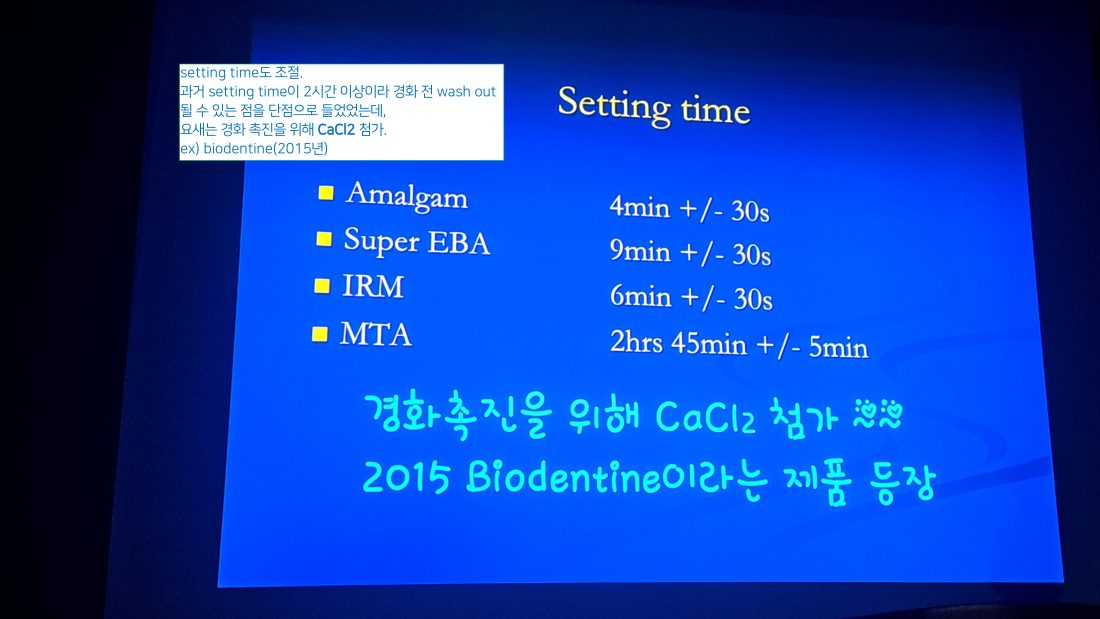 setting time도 조절.
과거 setting time이 2시간 이상이라 경화 전 wash out
될 수 있는 점을 단점으로 들었었는데,
요새는 경화 촉진을 위해 CaCl2 첨가.
ex) biodentine(2015년)
Setting time
Amalgam 4min +/- 30s
Super EBA 9min +/- 30s
IRM 6min +/- 30s
MTA 2hrs 45min +/- 5min
경화촉진을 위해 CaCl2 첨가
2015 Biodentine이라는 제품 등장